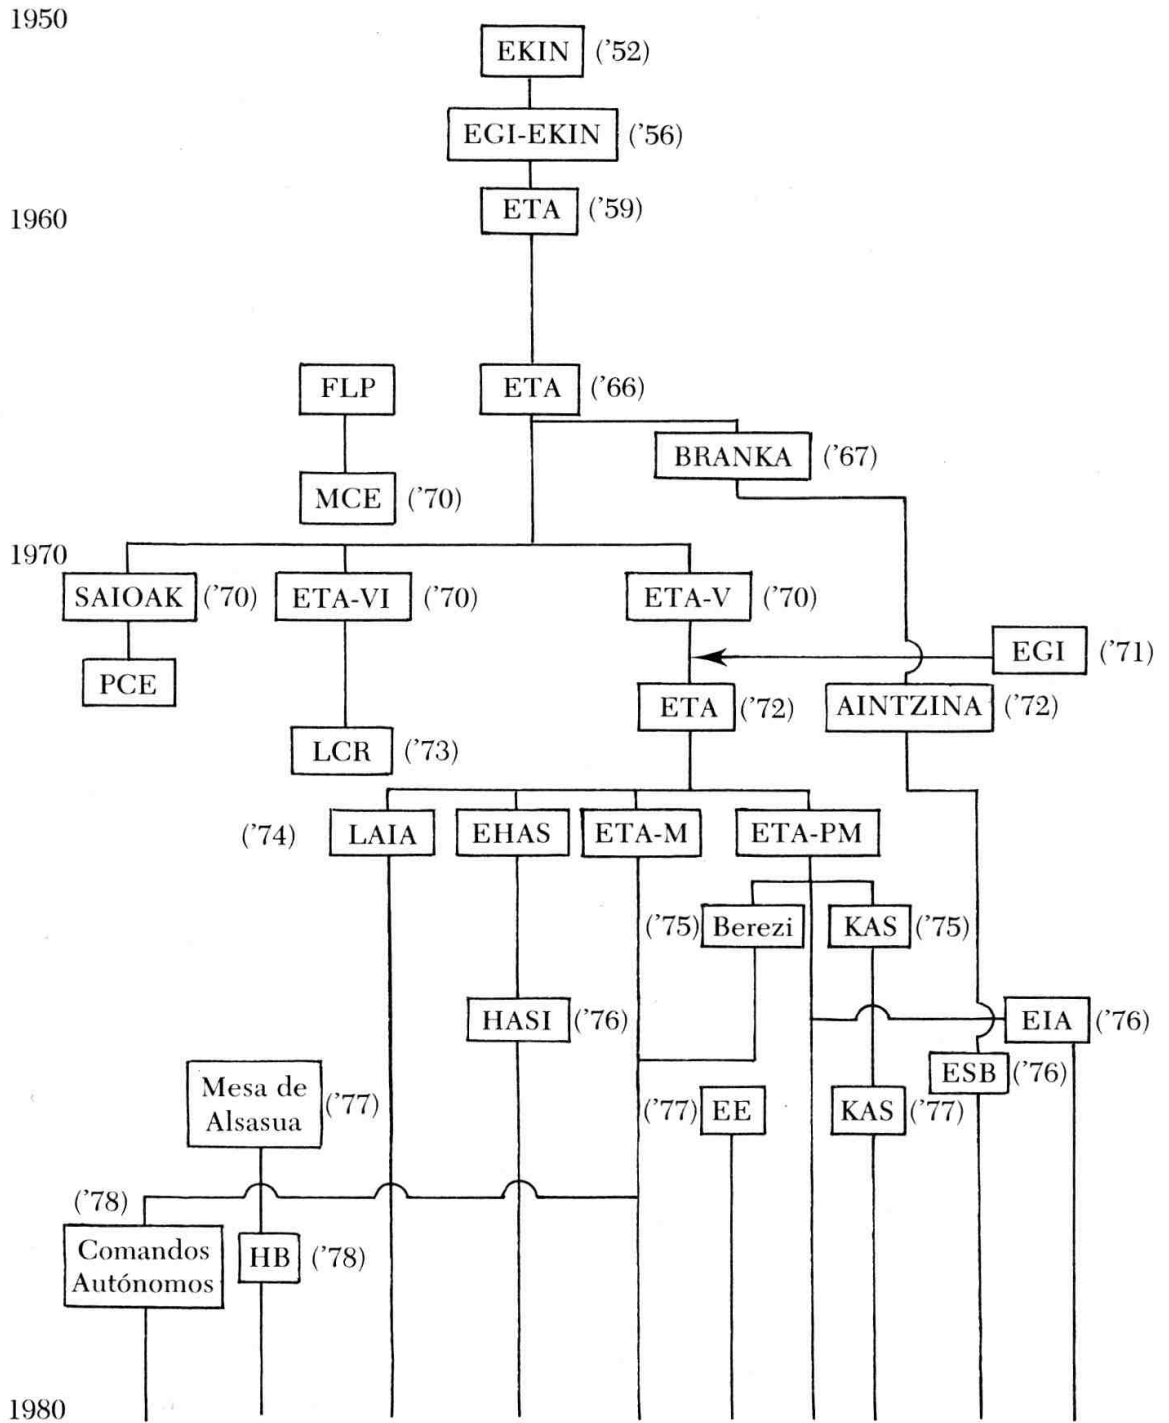 1950
EKIN ('52)
EGI-EKIN ('56)
ETA ('59)
1960
FLP
ETA ('66)
BRANKA ('67)
MCE ('70)
1970
SAIOAK ('70)
ETA-VI ('70)
ETA-V ('70)
EGI ('71)
PCE
ETA ('72)
AINTZINA ('72)
LCR ('73)
('74) LAIA
EHAS
ETA-M
ETA-PM
('75) Berezi
KAS ('75)
HASI ('76)
EIA ('76)
ESB ('76)
Mesa de
Alsasua ('77)
('77) EE
KAS ('77)
('78)
Comandos
Autónomos
HB ('78)
1980